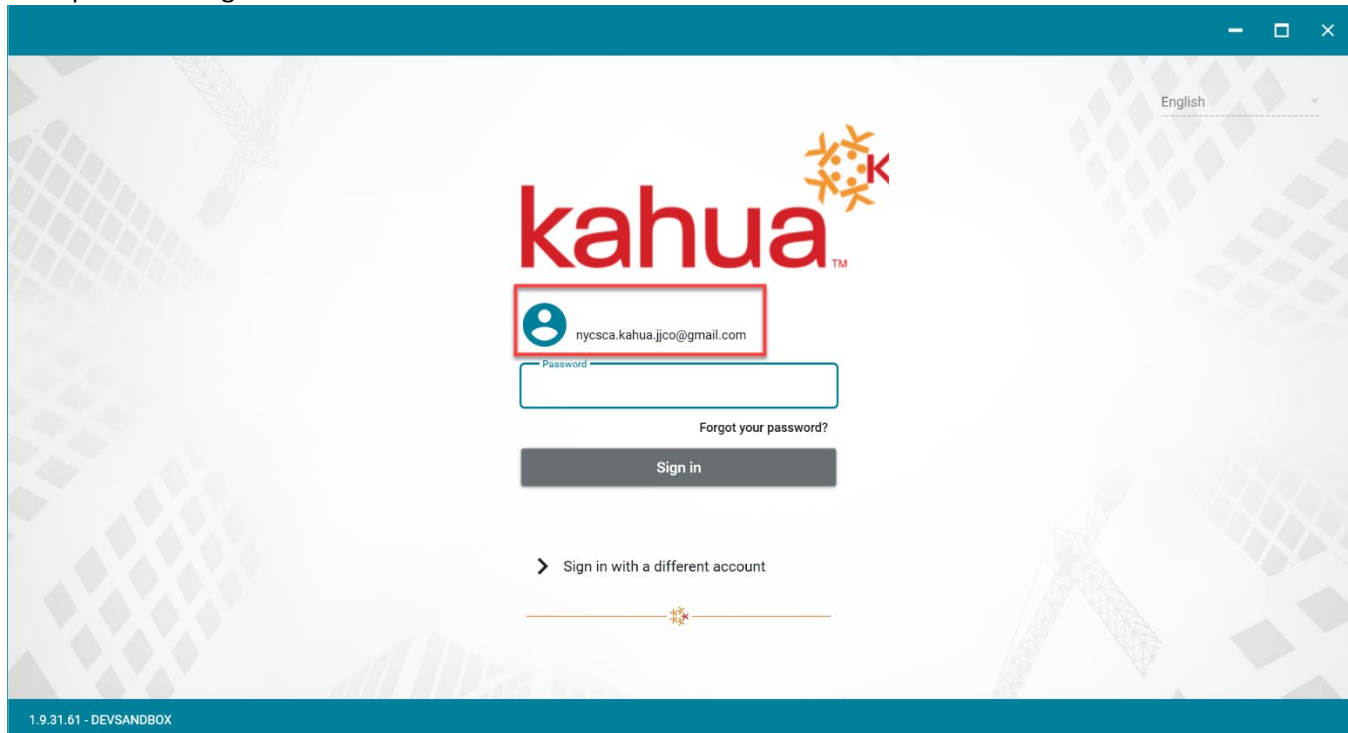 English
kahua
K
TM
nycsca.kahua.jjco@gmail.com
Password
Forgot your password?
Sign in
Sign in with a different account
1.9.31.61 - DEVSANDBOX